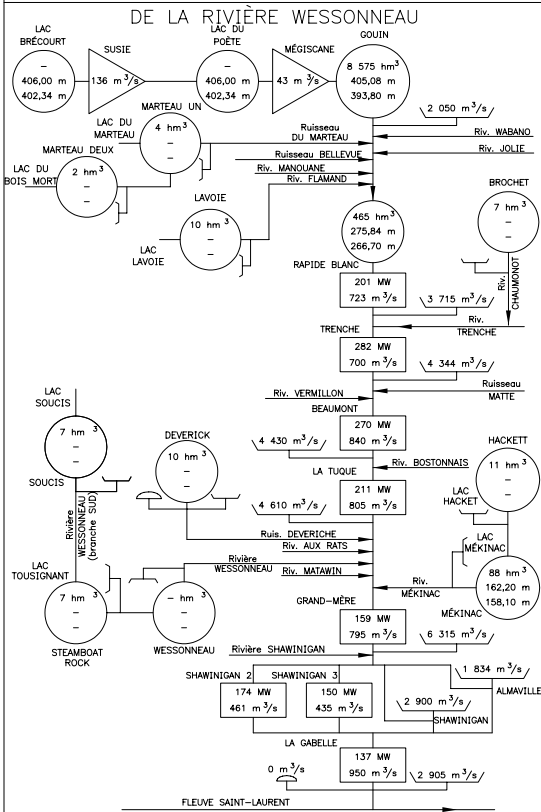 DE LA RIVIÈRE WESSONNEAU
LAC
BRÉCOURT
–
406,00 m
402,34 m
SUSIE
136 m³/s
LAC DU
POÈTE
–
406,00 m
402,34 m
MÉGISCANE
43 m³/s
GOUIN
8 575 hm³
405,08 m
393,80 m
2 050 m³/s
MARTEAU UN
LAC DU
MARTEAU
4 hm³
–
–
Ruisseau
DU MARTEAU
Riv. WABANO
Riv. JOLIE
MARTEAU DEUX
LAC DU
BOIS MORT
2 hm³
–
–
Ruisseau BELLEVUE
Riv. MANOUANE
Riv. FLAMAND
LAVOIE
10 hm³
–
–
LAC
LAVOIE
BROCHET
7 hm³
–
–
Riv.
CHAUMONOT
465 hm³
275,84 m
266,70 m
RAPIDE BLANC
201 MW
723 m³/s
3 715 m³/s
Riv.
TRENCHE
TRENCHE
282 MW
700 m³/s
4 344 m³/s
Riv. VERMILLON
Ruisseau
MATTE
BEAUMONT
270 MW
840 m³/s
4 430 m³/s
Riv. BOSTONNAIS
LA TUQUE
211 MW
805 m³/s
4 610 m³/s
LAC
SOUCIS
7 hm³
–
–
SOUCIS
Rivière
WESSONNEAU
(branche SUD)
DEVERICK
10 hm³
–
–
HACKETT
11 hm³
–
–
LAC
HACKET
LAC
MÉKINAC
Ruis. DEVERICHE
Riv. AUX RATS
Rivière
WESSONNEAU
Riv. MATAWIN
Riv.
MÉKINAC
88 hm³
162,20 m
158,10 m
MÉKINAC
LAC
TOUSIGNANT
7 hm³
–
–
STEAMBOAT
ROCK
– hm³
–
–
WESSONNEAU
GRAND-MÈRE
159 MW
795 m³/s
6 315 m³/s
Rivière SHAWINIGAN
SHAWINIGAN 2
174 MW
461 m³/s
SHAWINIGAN 3
150 MW
435 m³/s
2 900 m³/s
SHAWINIGAN
1 834 m³/s
ALMAVILLE
LA GABELLE
137 MW
950 m³/s
0 m³/s
2 905 m³/s
FLEUVE SAINT-LAURENT